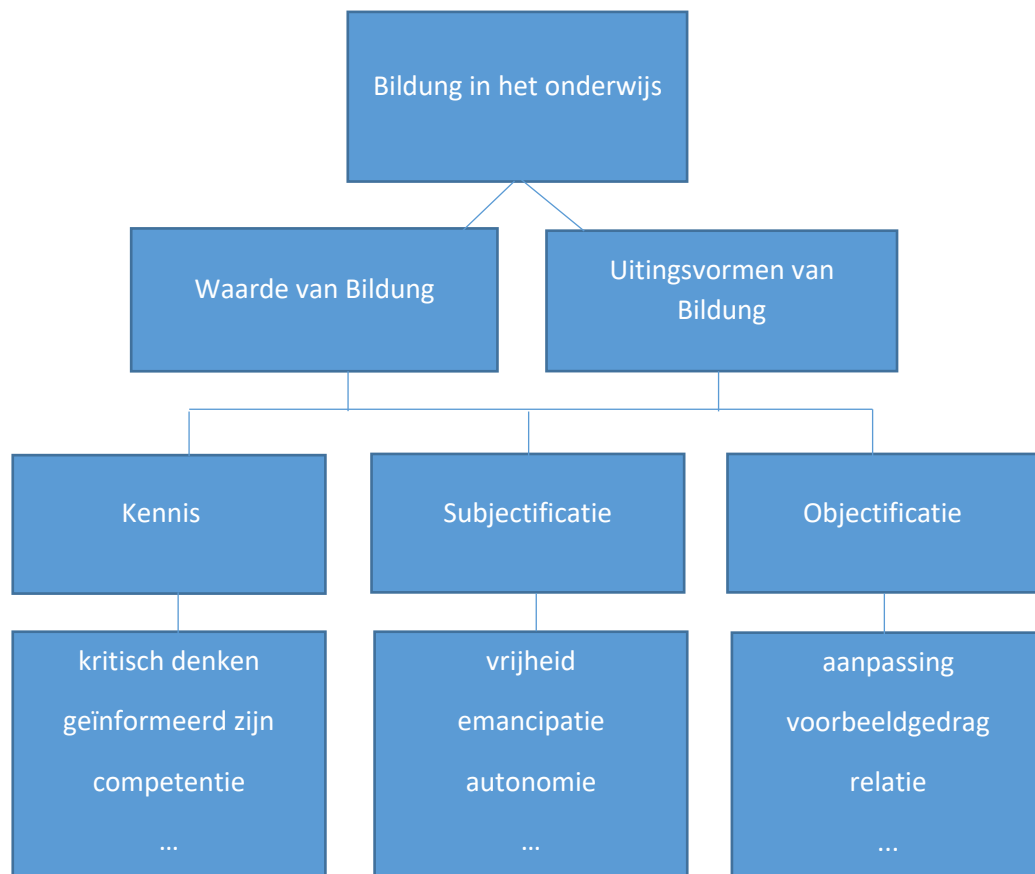 Bildung in het onderwijs
Waarde van Bildung
Uitingsvormen van
Bildung
Kennis
Subjectificatie
Objectificatie
kritisch denken
geïnformeerd zijn
competentie
...
vrijheid
emancipatie
autonomie
...
aanpassing
voorbeeldgedrag
relatie
...